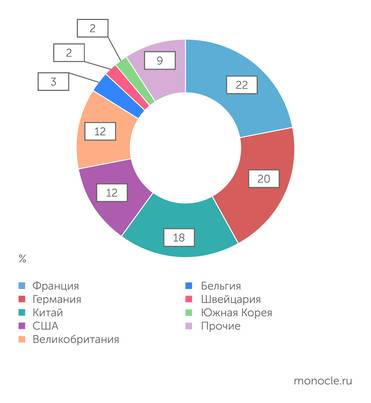 2
2
3
9
22
12
12
20
18
%
Франция
Германия
Китай
США
Великобритания
Бельгия
Швейцария
Южная Корея
Прочие
monocle.ru